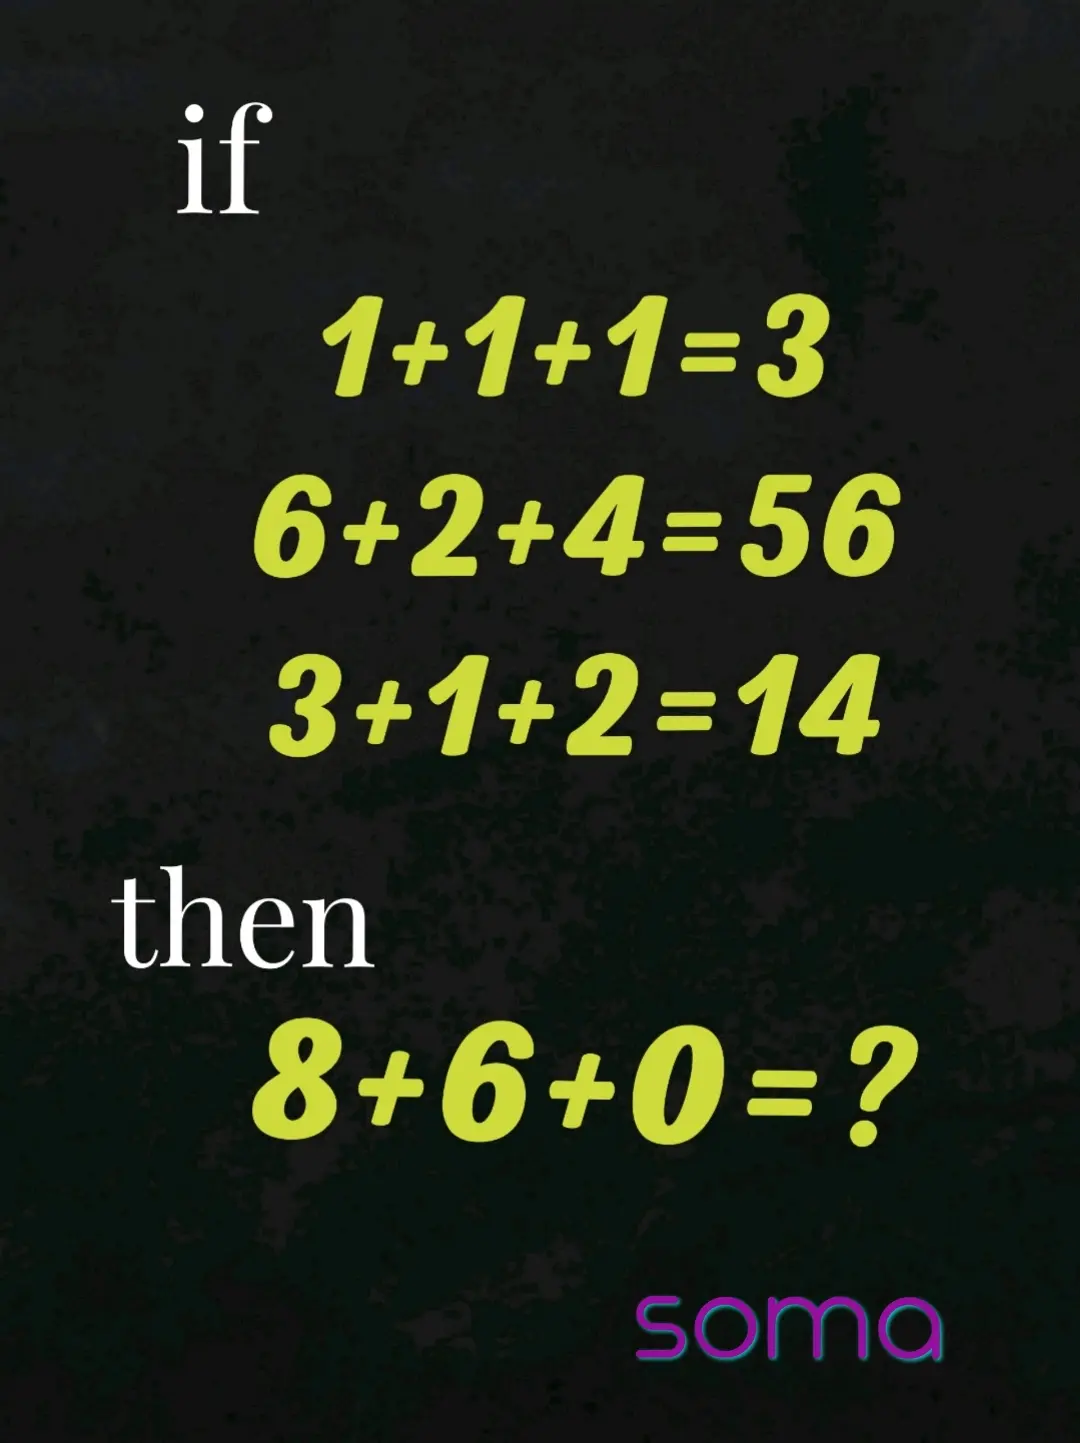 if
1+1+1=3
6+2+4=56
3+1+2=14
then
8+6+0=?
soma